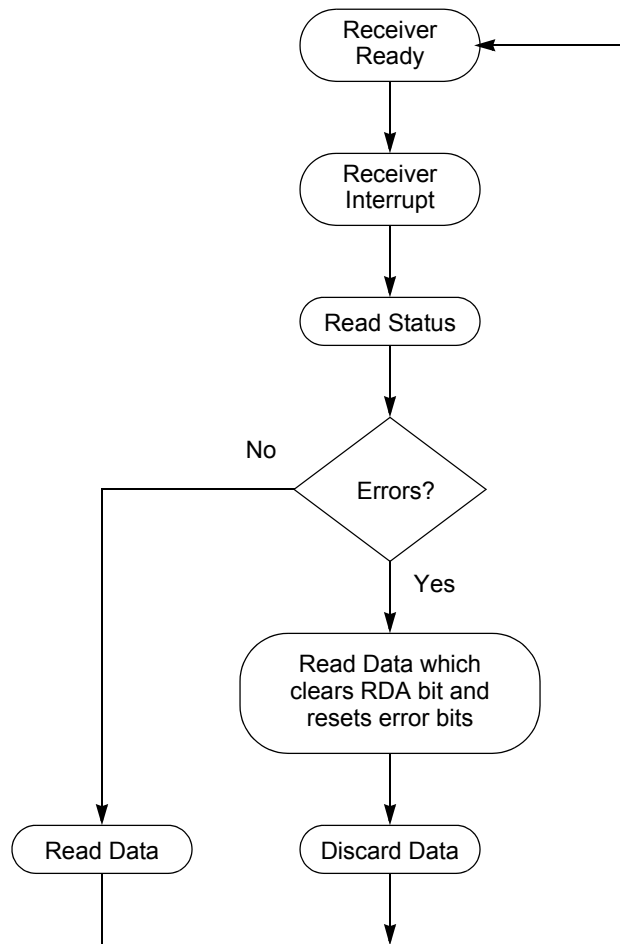 Receiver
Ready
Receiver
Interrupt
Read Status
No
Errors?
Yes
Read Data which
clears RDA bit and
resets error bits
Read Data
Discard Data